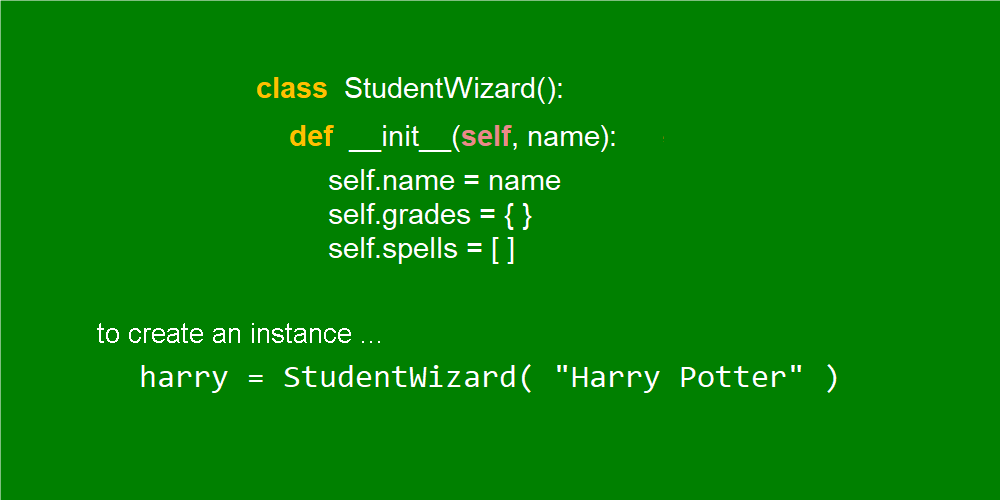 class StudentWizard():
def __init__(self, name):
self.name = name
self.grades = { }
self.spells = [ ]
to create an instance ...
harry = StudentWizard( "Harry Potter" )